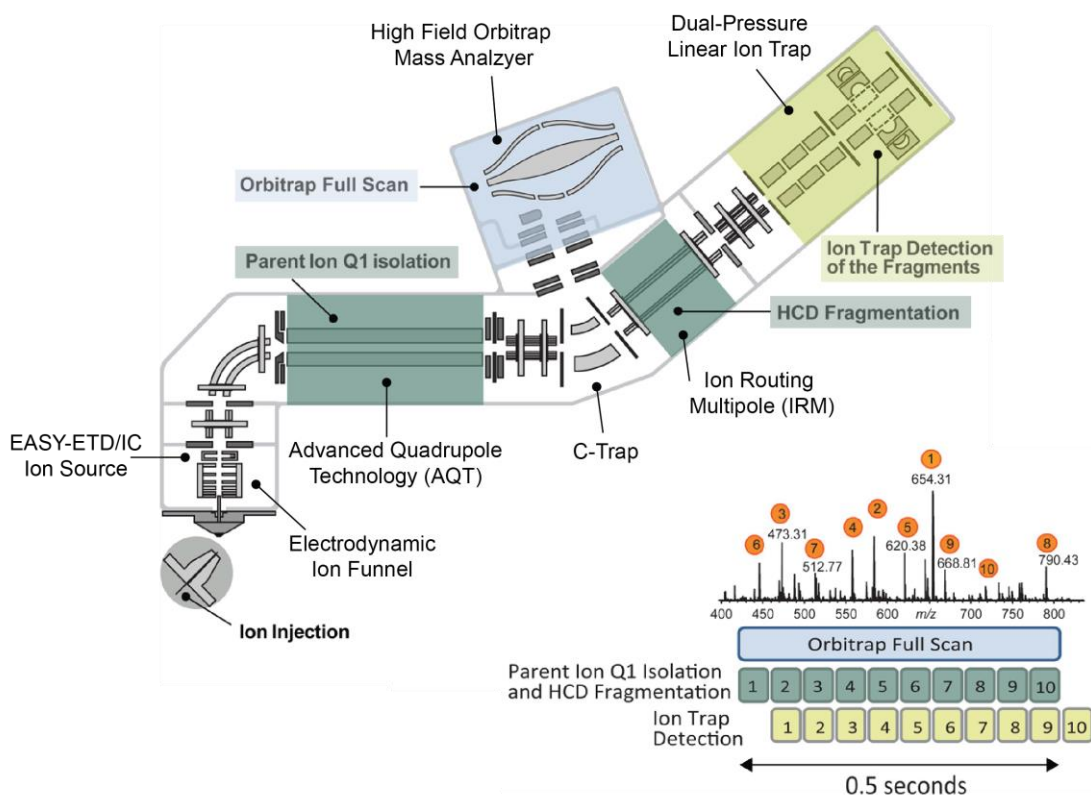 High Field Orbitrap
Mass Analzyer
Dual-Pressure
Linear Ion Trap
Orbitrap Full Scan
Parent Ion Q1 isolation
Ion Trap Detection
of the Fragments
HCD Fragmentation
Ion Routing
Multipole (IRM)
C-Trap
EASY-ETD/IC
Ion Source
Advanced Quadrupole
Technology (AQT)
Electrodynamic
Ion Funnel
Ion Injection
1
654.31
3
473.31
2
4
5
620.38
6
7
512.77
9
668.81
10
8
790.43
400 450 500 550 600 m/z 700 750 800
Orbitrap Full Scan
Parent Ion Q1 Isolation
and HCD Fragmentation
1 2 3 4 5 6 7 8 9 10
Ion Trap
Detection
1 2 3 4 5 6 7 8 9 10
0.5 seconds